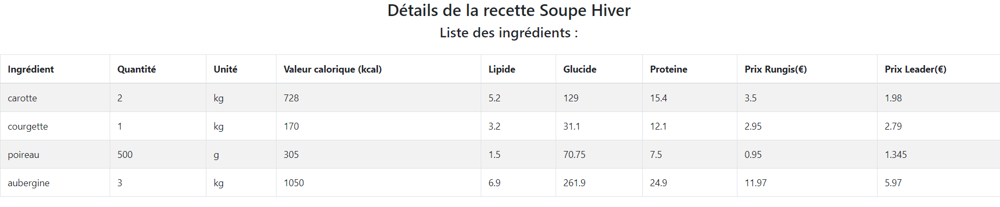 Détails de la recette Soupe Hiver
Liste des ingrédients :
Ingrédient Quantité Unité Valeur calorique (kcal) Lipide Glucide Proteine Prix Rungis(€) Prix Leader(€)
carotte 2 kg 728 5.2 129 15.4 3.5 1.98
courgette 1 kg 170 3.2 31.1 12.1 2.95 2.79
poireau 500 g 305 1.5 70.75 7.5 0.95 1.345
aubergine 3 kg 1050 6.9 261.9 24.9 11.97 5.97